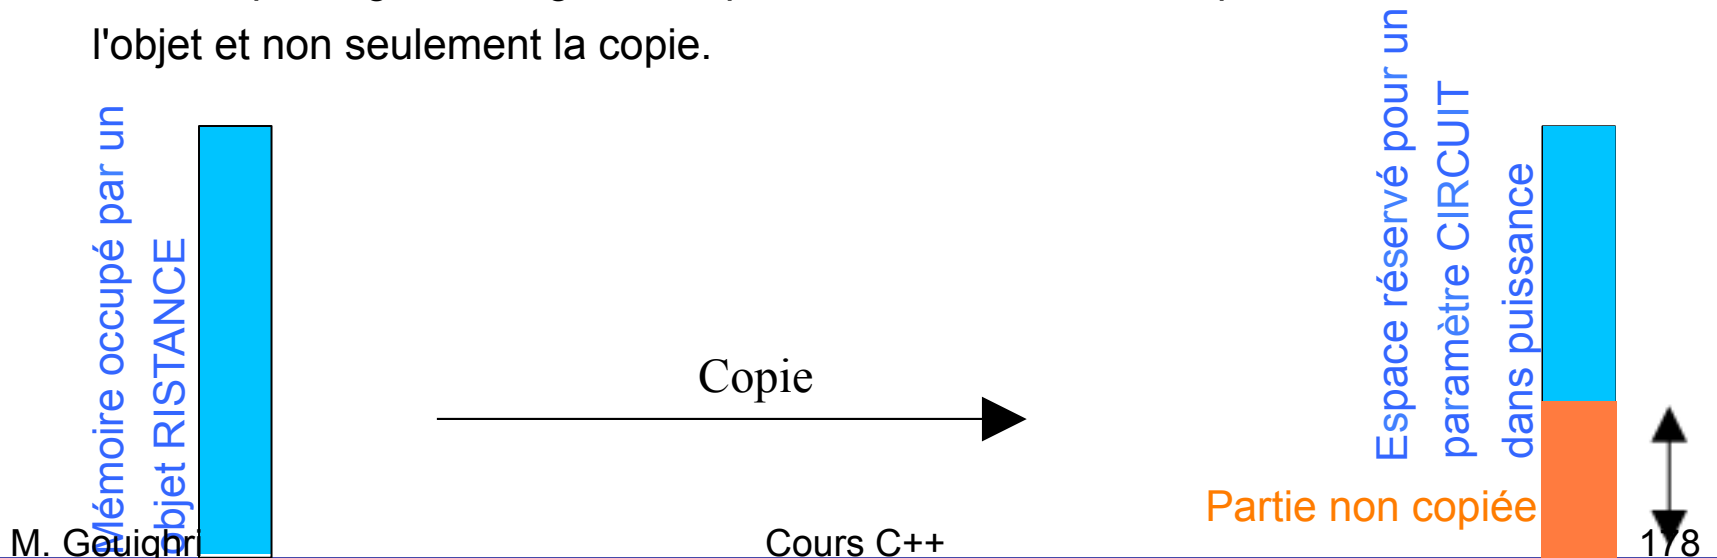 l'objet et non seulement la copie.
Mémoire occupé par un
objet RISTANCE
Copie
Espace réservé pour un
paramètre CIRCUIT
dans puissance
Partie non copiée
M. Gouighri
Cours C++
178